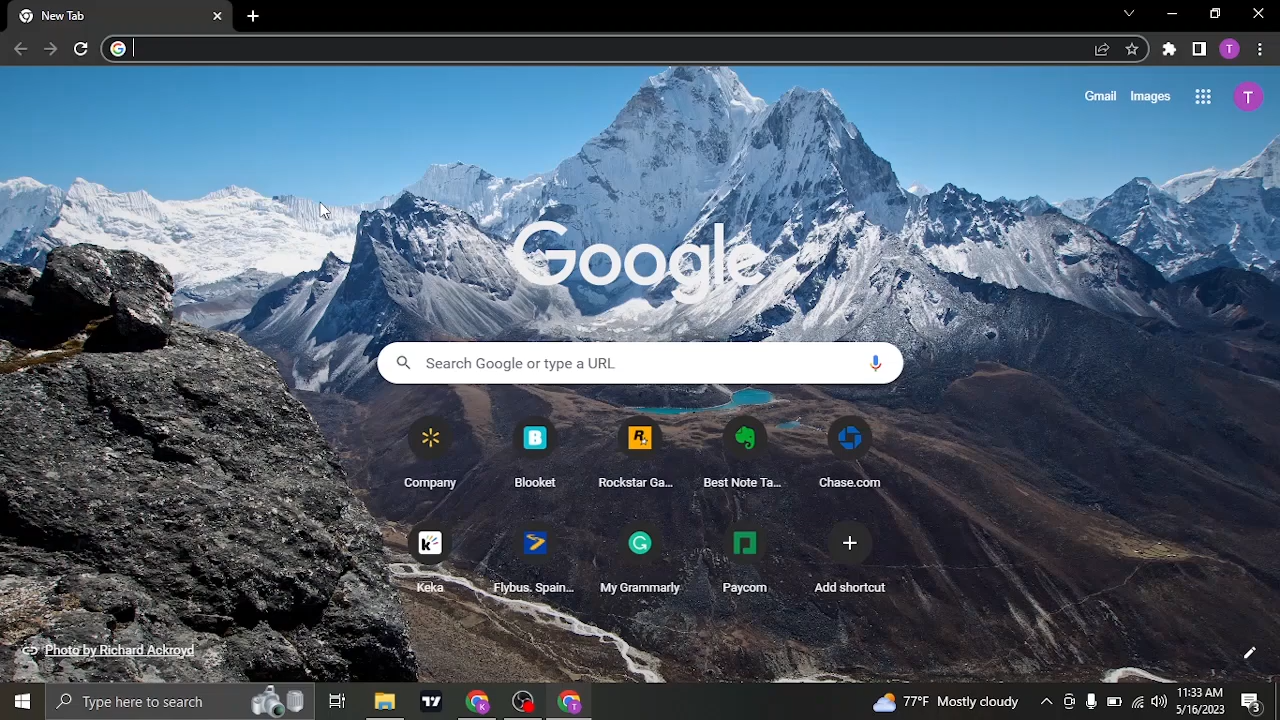 New Tab
Gmail Images
T
T
Google
Search Google or type a URL
Company Blooket Rockstar Ga... Best Note Ta... Chase.com
Keka Flybus. Spain... My Grammarly Paycom Add shortcut
Photo by Richard Ackroyd
Type here to search
77°F Mostly cloudy
11:33 AM
5/16/2023
3